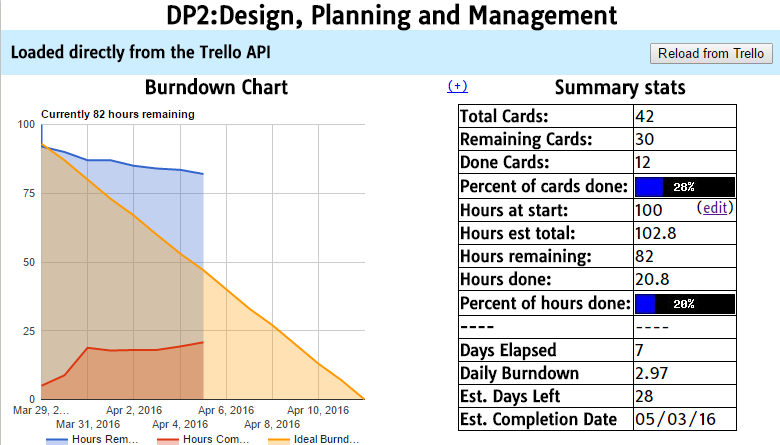 DP2:Design, Planning and Management
Loaded directly from the Trello API
Reload from Trello
Burndown Chart
Currently 82 hours remaining
100
75
50
25
0
Mar 29, 2...
Mar 31, 2016
Apr 2, 2016
Apr 4, 2016
Apr 6, 2016
Apr 8, 2016
Apr 10, 2016
Hours Rem...
Hours Com...
Ideal Burnd...
(+)
Summary stats
Total Cards: 42
Remaining Cards: 30
Done Cards: 12
Percent of cards done: 28%
Hours at start: 100 (edit)
Hours est total: 102.8
Hours remaining: 82
Hours done: 20.8
Percent of hours done: 20%
---- ----
Days Elapsed 7
Daily Burndown 2.97
Est. Days Left 28
Est. Completion Date 05/03/16